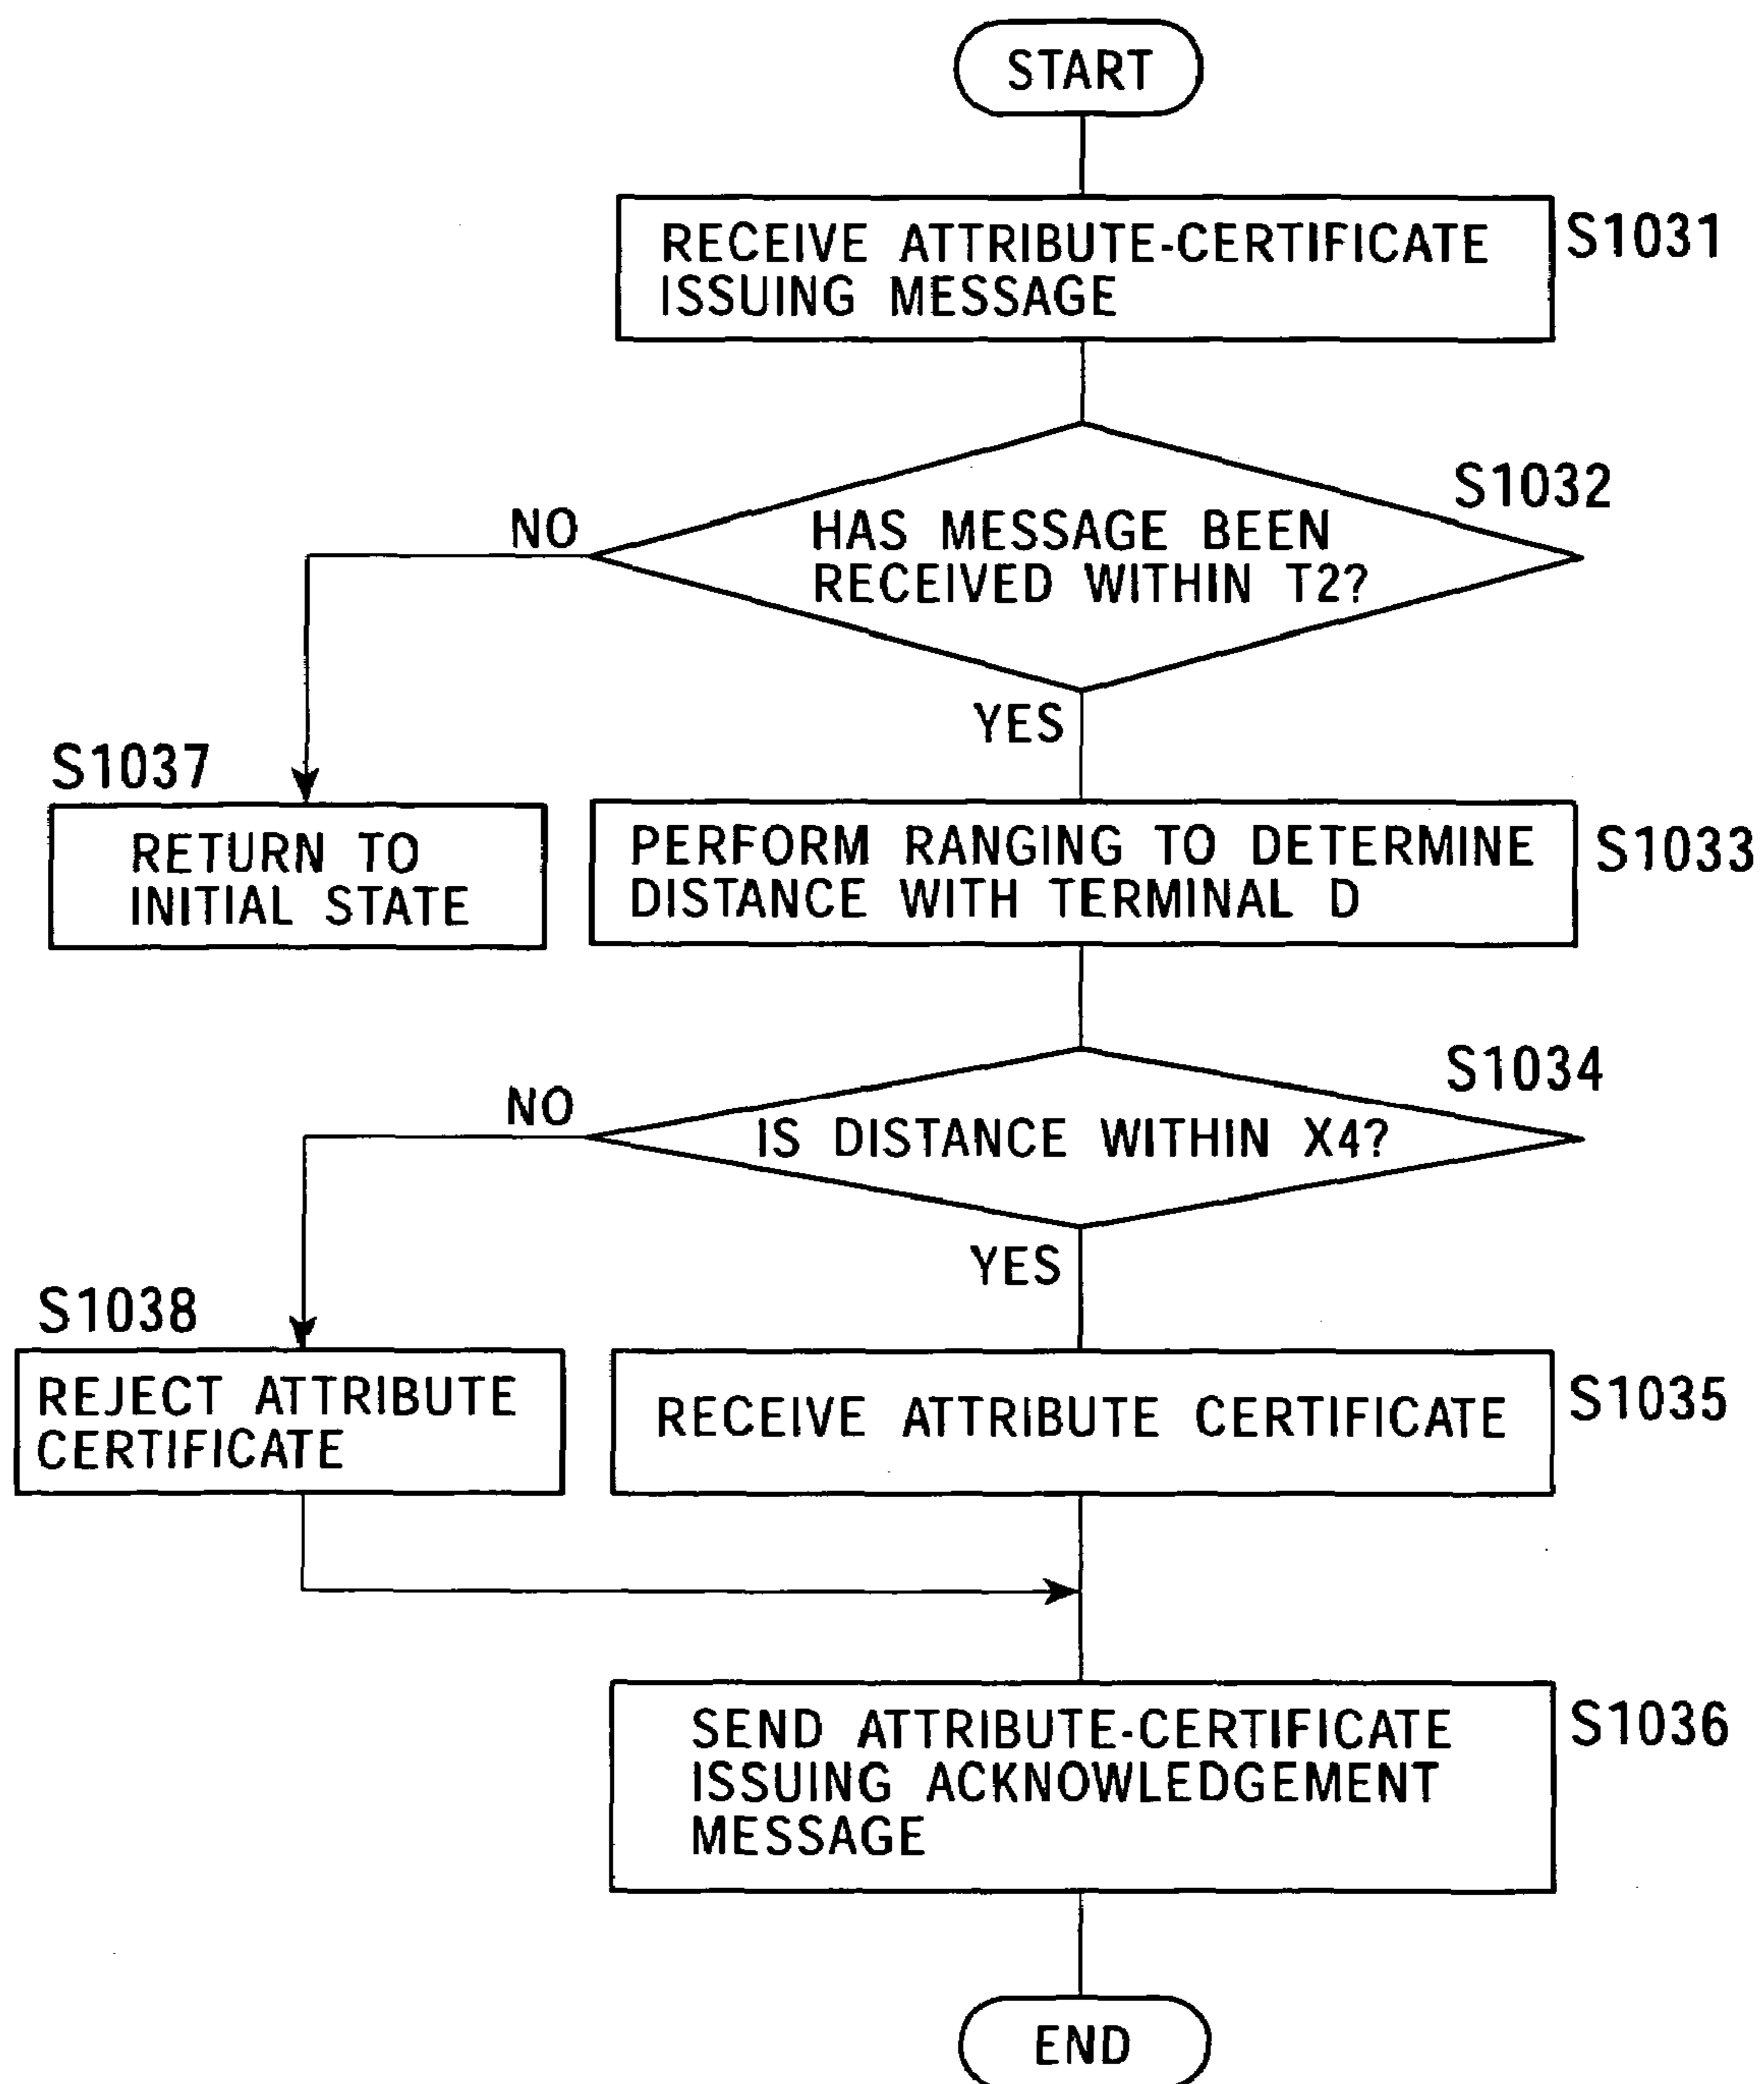 START
RECEIVE ATTRIBUTE-CERTIFICATE
ISSUING MESSAGE
S1031
S1032
HAS MESSAGE BEEN
RECEIVED WITHIN T2?
NO
YES
S1037
RETURN TO
INITIAL STATE
PERFORM RANGING TO DETERMINE
DISTANCE WITH TERMINAL D
S1033
S1034
IS DISTANCE WITHIN X4?
NO
YES
S1038
REJECT ATTRIBUTE
CERTIFICATE
RECEIVE ATTRIBUTE CERTIFICATE
S1035
SEND ATTRIBUTE-CERTIFICATE
ISSUING ACKNOWLEDGEMENT
MESSAGE
S1036
END